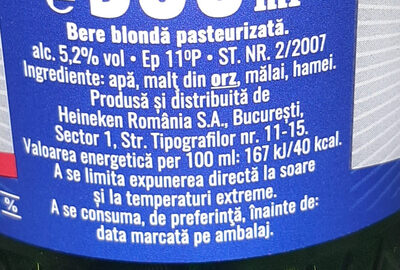 Bere blondă pasteurizată.
alc. 5,2% vol • Ep 11ºP • ST. NR. 2/2007
Ingrediente: apă, malț din orz, mălai, hamei.
Produsă și distribuită de
Heineken România S.A., București,
Sector 1, Str. Tipografilor nr. 11-15.
Valoarea energetică per 100 ml: 167 kJ/40 kcal.
A se limita expunerea directă la soare
și la temperaturi extreme.
A se consuma, de preferință, înainte de:
data marcată pe ambalaj.
%